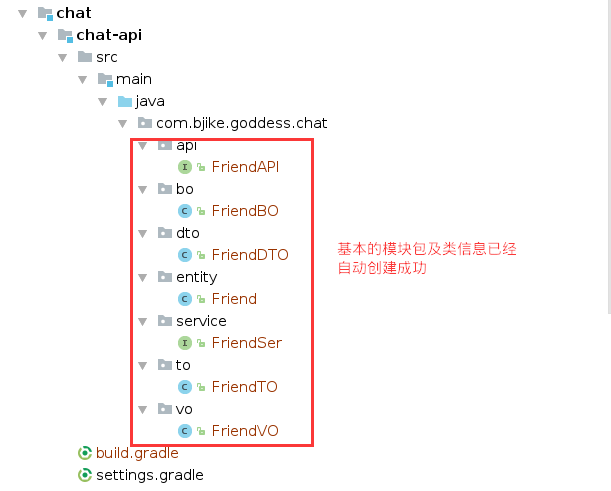 chat
chat-api
src
main
java
com.bjike.goddess.chat
api
I FriendAPI
bo
C FriendBO
dto
C FriendDTO
entity
C Friend
service
I FriendSer
to
C FriendTO
vo
C FriendVO
build.gradle
settings.gradle
基本的模块包及类信息已经
自动创建成功